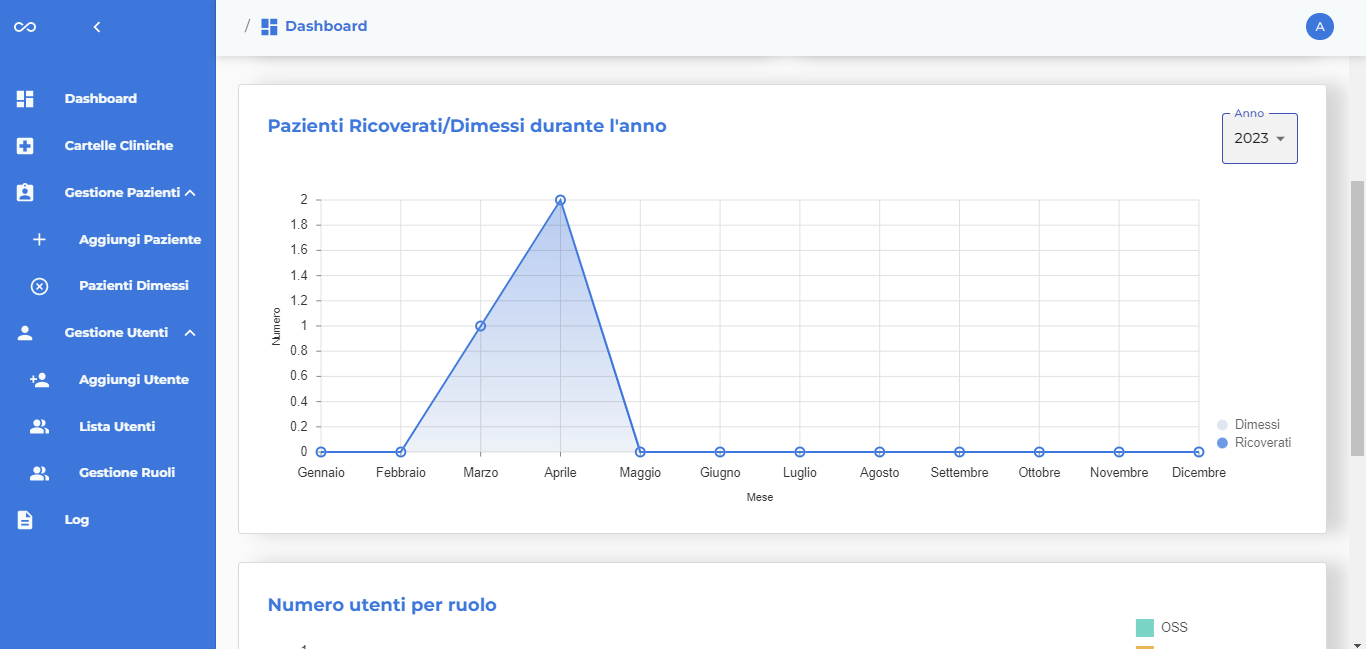 / Dashboard
A
Dashboard
Cartelle Cliniche
Gestione Pazienti
Aggiungi Paziente
Pazienti Dimessi
Gestione Utenti
Aggiungi Utente
Lista Utenti
Gestione Ruoli
Log
Pazienti Ricoverati/Dimessi durante l'anno
Anno
2023
2
1.8
1.6
1.4
1.2
1
0.8
0.6
0.4
0.2
0
Numero
Gennaio Febbraio Marzo Aprile Maggio Giugno Luglio Agosto Settembre Ottobre Novembre Dicembre
Mese
Dimessi
Ricoverati
Numero utenti per ruolo
OSS